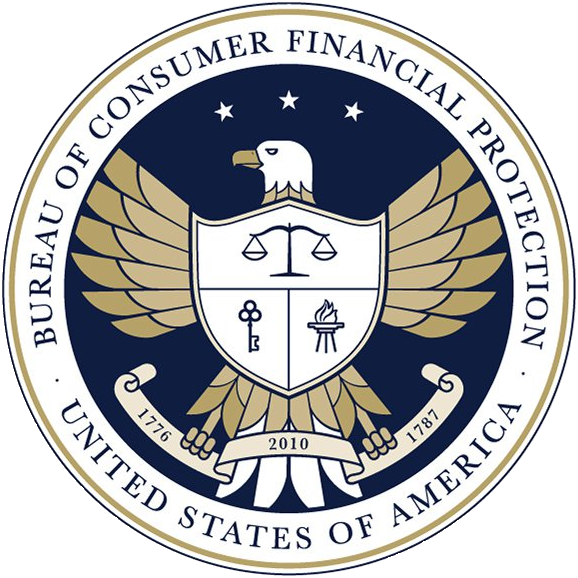 BUREAU OF CONSUMER FINANCIAL PROTECTION
· UNITED STATES OF AMERICA ·
1776
2010
1787